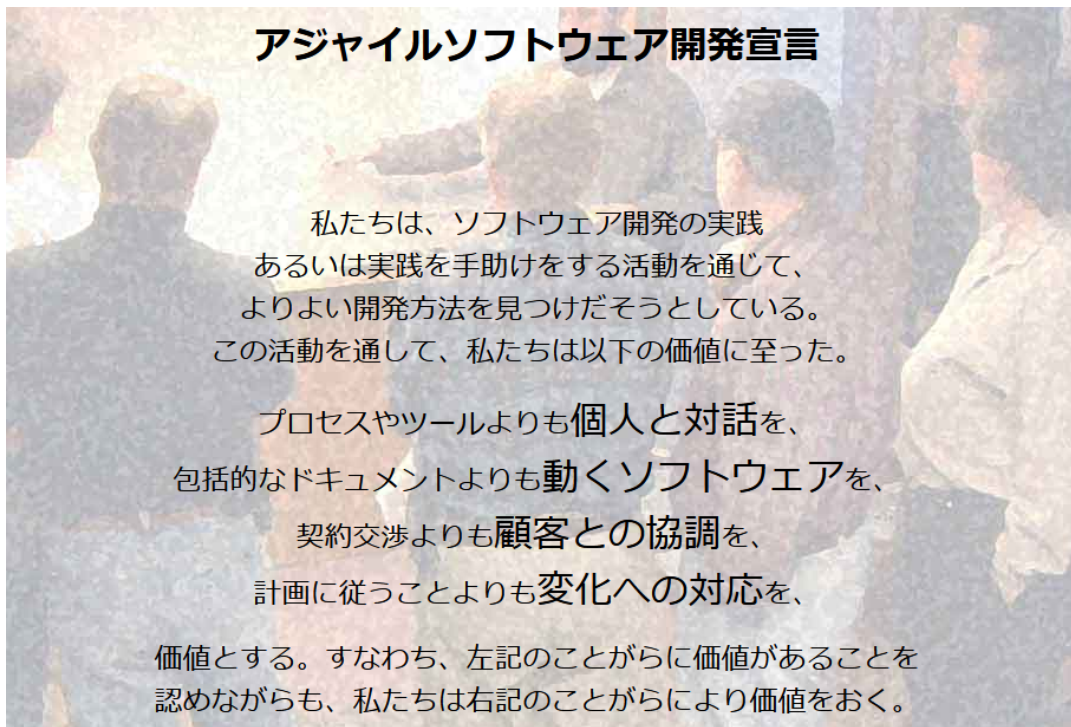 アジャイルソフトウェア開発宣言
私たちは、ソフトウェア開発の実践
あるいは実践を手助けをする活動を通じて、
よりよい開発方法を見つけだそうとしている。
この活動を通して、私たちは以下の価値に至った。
プロセスやツールよりも個人と対話を、
包括的なドキュメントよりも動くソフトウェアを、
契約交渉よりも顧客との協調を、
計画に従うことよりも変化への対応を、
価値とする。すなわち、左記のことがらに価値があることを
認めながらも、私たちは右記のことがらにより価値をおく。